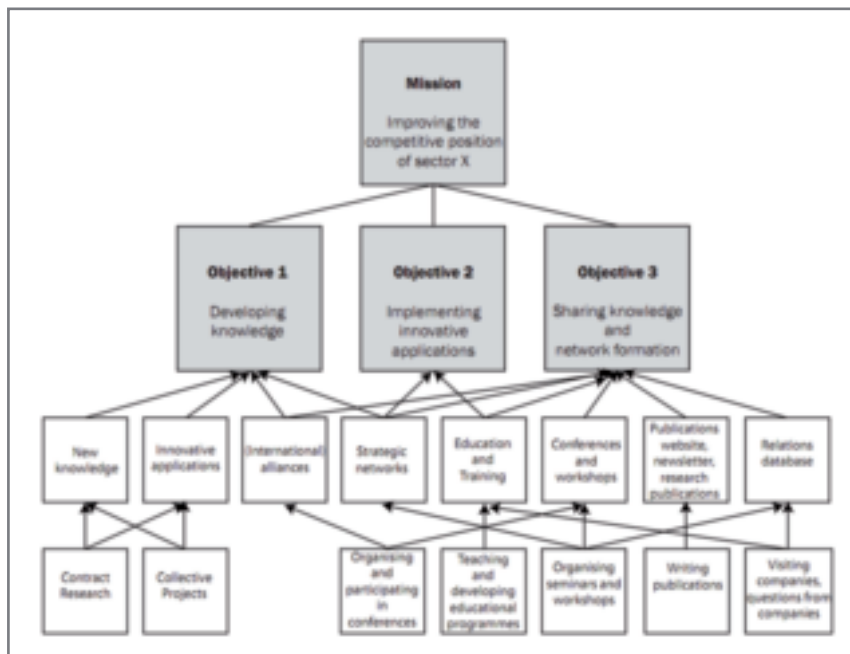 Mission
Improving the
competitive position
of sector X
Objective 1
Developing
knowledge
Objective 2
Implementing
innovative
applications
Objective 3
Sharing knowledge
and
network formation
New
knowledge
Innovative
applications
(International)
alliances
Strategic
networks
Education
and
Training
Conferences
and
workshops
Publications
website,
newsletter,
research
publications
Relations
database
Contract
Research
Collective
Projects
Organising
and
participating
in
conferences
Teaching
and
developing
educational
programmes
Organising
seminars and
workshops
Writing
publications
Visiting
companies,
questions from
companies